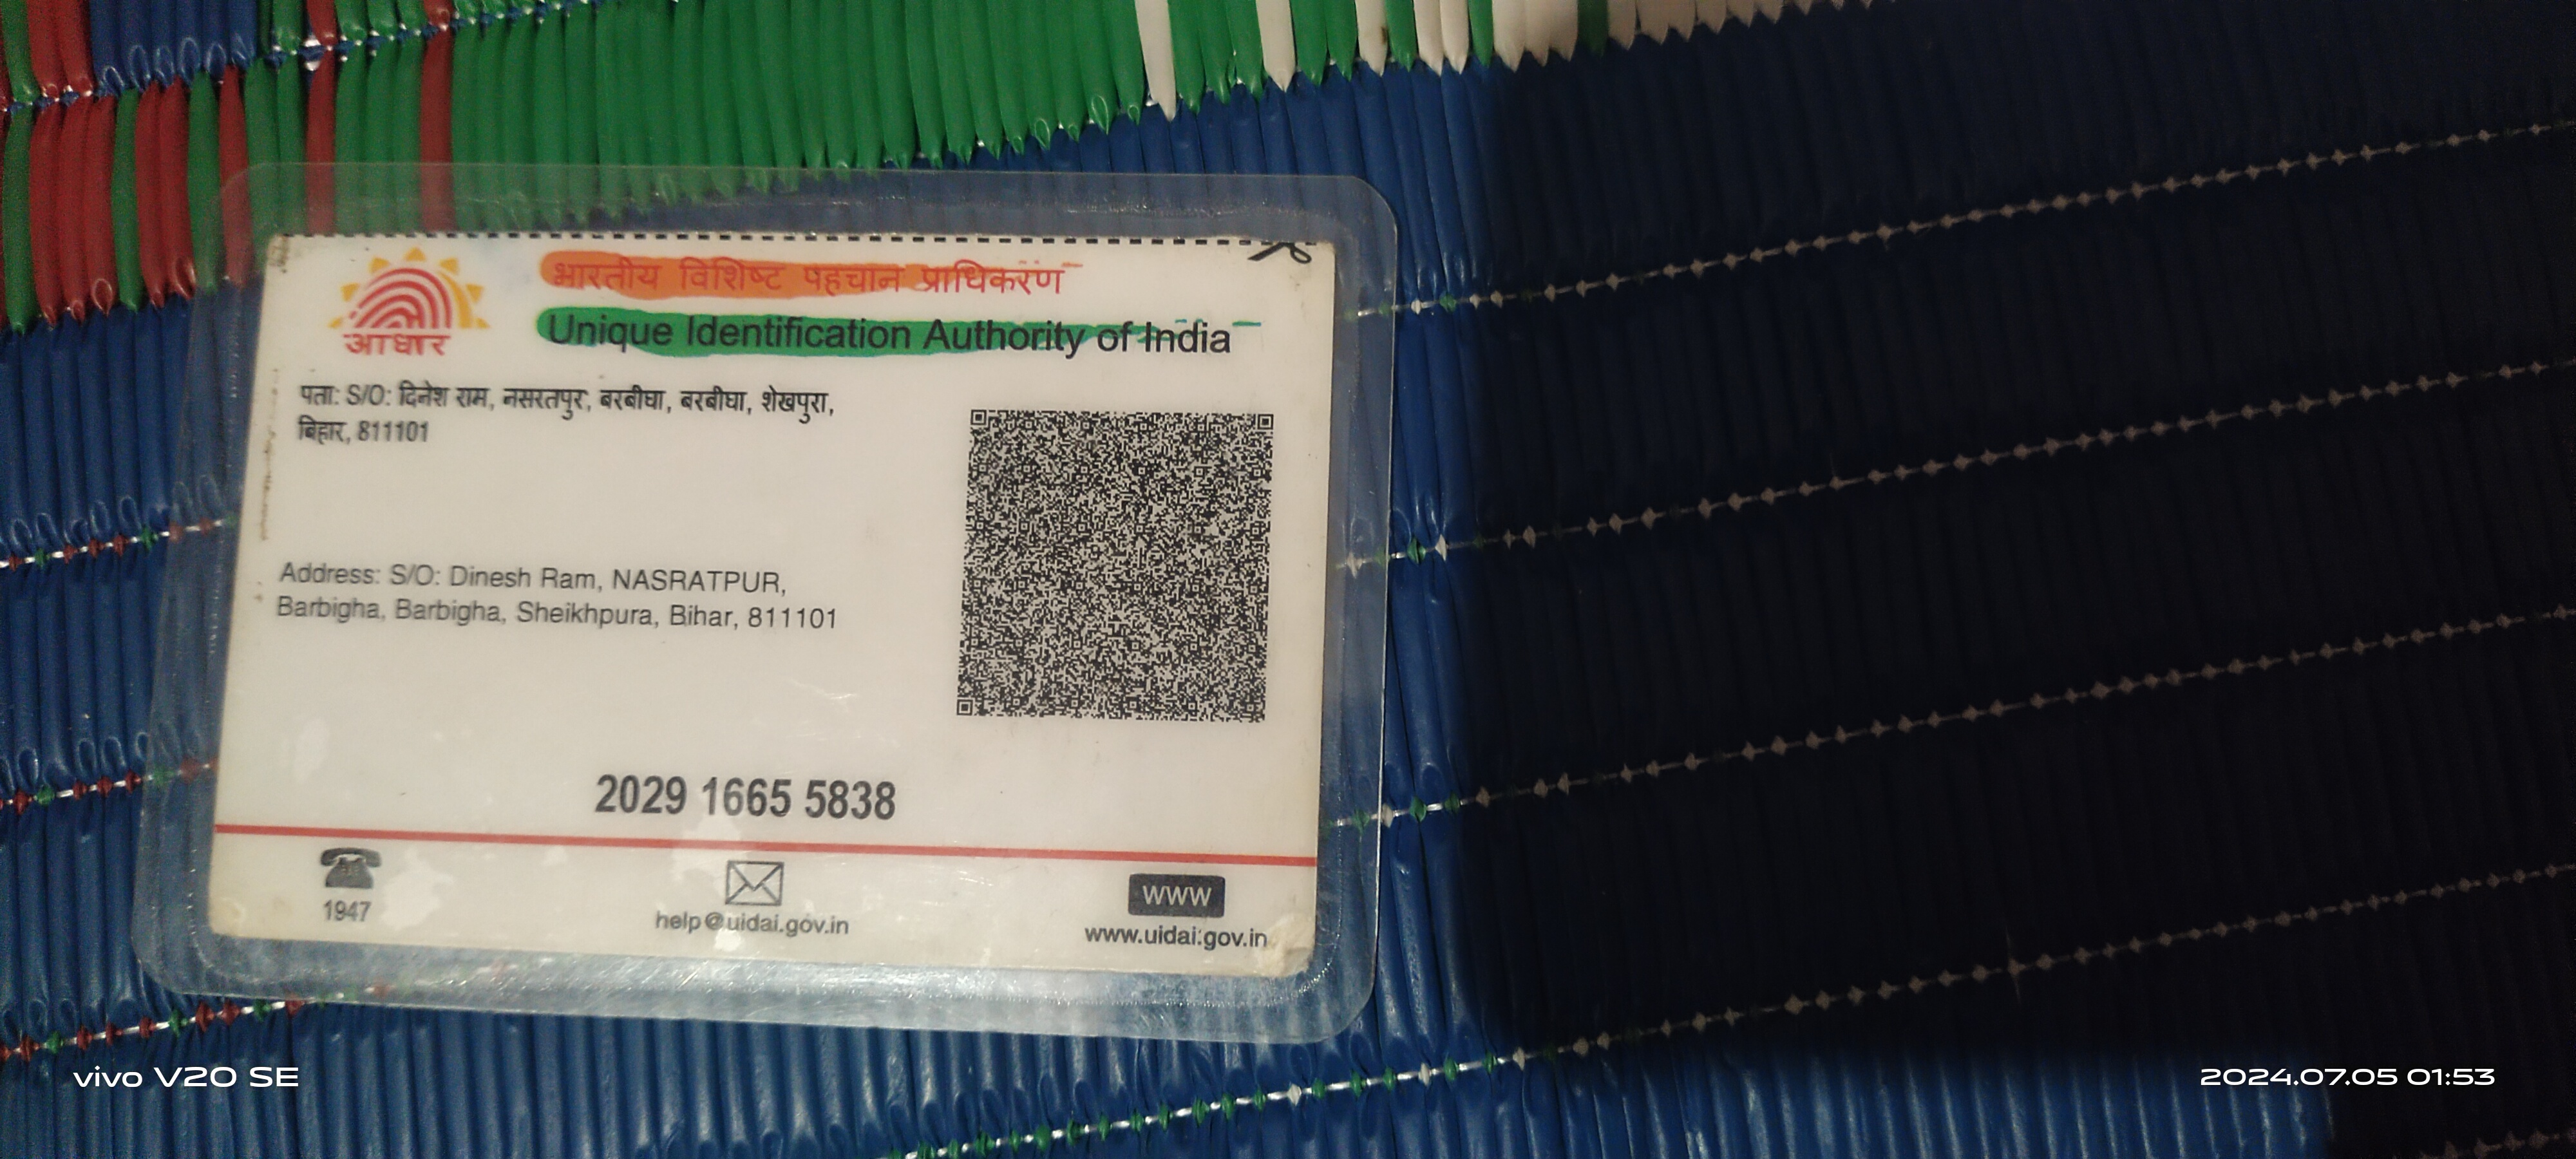 भारतीय विशिष्ट पहचान प्राधिकरण
Unique Identification Authority of India
आधार
पता: S/O: दिनेश राम, नसरतपुर, बरबीघा, बरबीघा, शेखपुरा,
बिहार, 811101
Address: S/O: Dinesh Ram, NASRATPUR,
Barbigha, Barbigha, Sheikhpura, Bihar, 811101
2029 1665 5838
1947
help@uidai.gov.in
WWW
www.uidai.gov.in
vivo V20 SE
2024.07.05 01:53